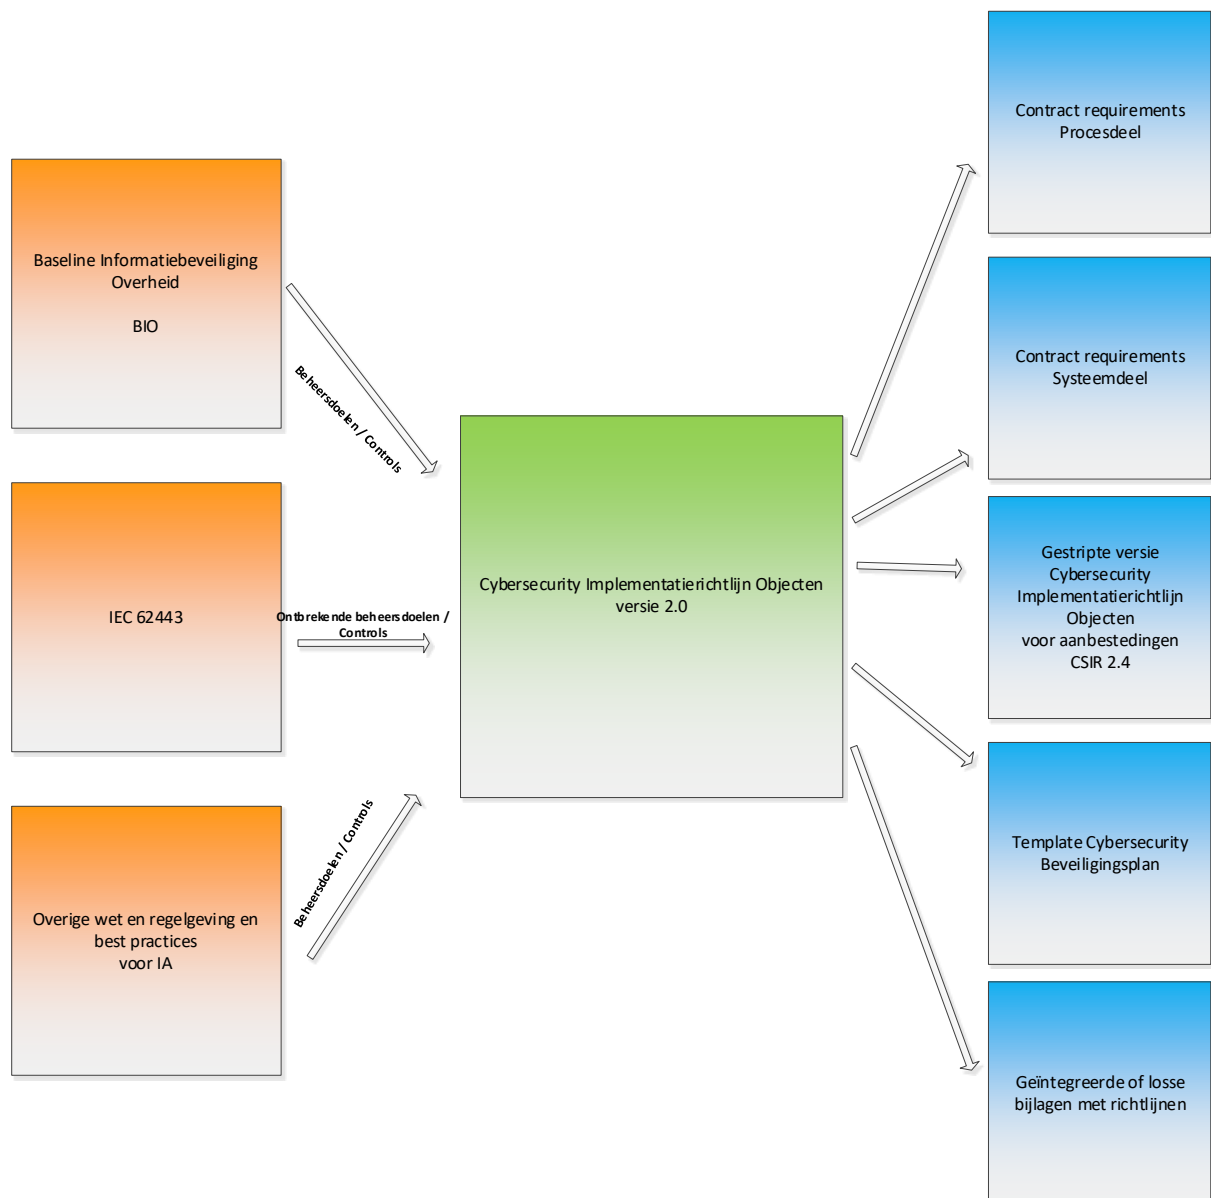 Baseline Informatiebeveiliging
Overheid
BIO
Beheersdoelen / Controls
IEC 62443
Ontbrekende beheersdoelen /
Controls
Overige wet en regelgeving en
best practices
voor IA
Beheersdoelen / Controls
Cybersecurity Implementatierichtlijn Objecten
versie 2.0
Contract requirements
Procesdeel
Contract requirements
Systeemdeel
Gestripte versie
Cybersecurity
Implementatierichtlijn
Objecten
voor aanbestedingen
CSIR 2.4
Template Cybersecurity
Beveiligingsplan
Geïntegreerde of losse
bijlagen met richtlijnen